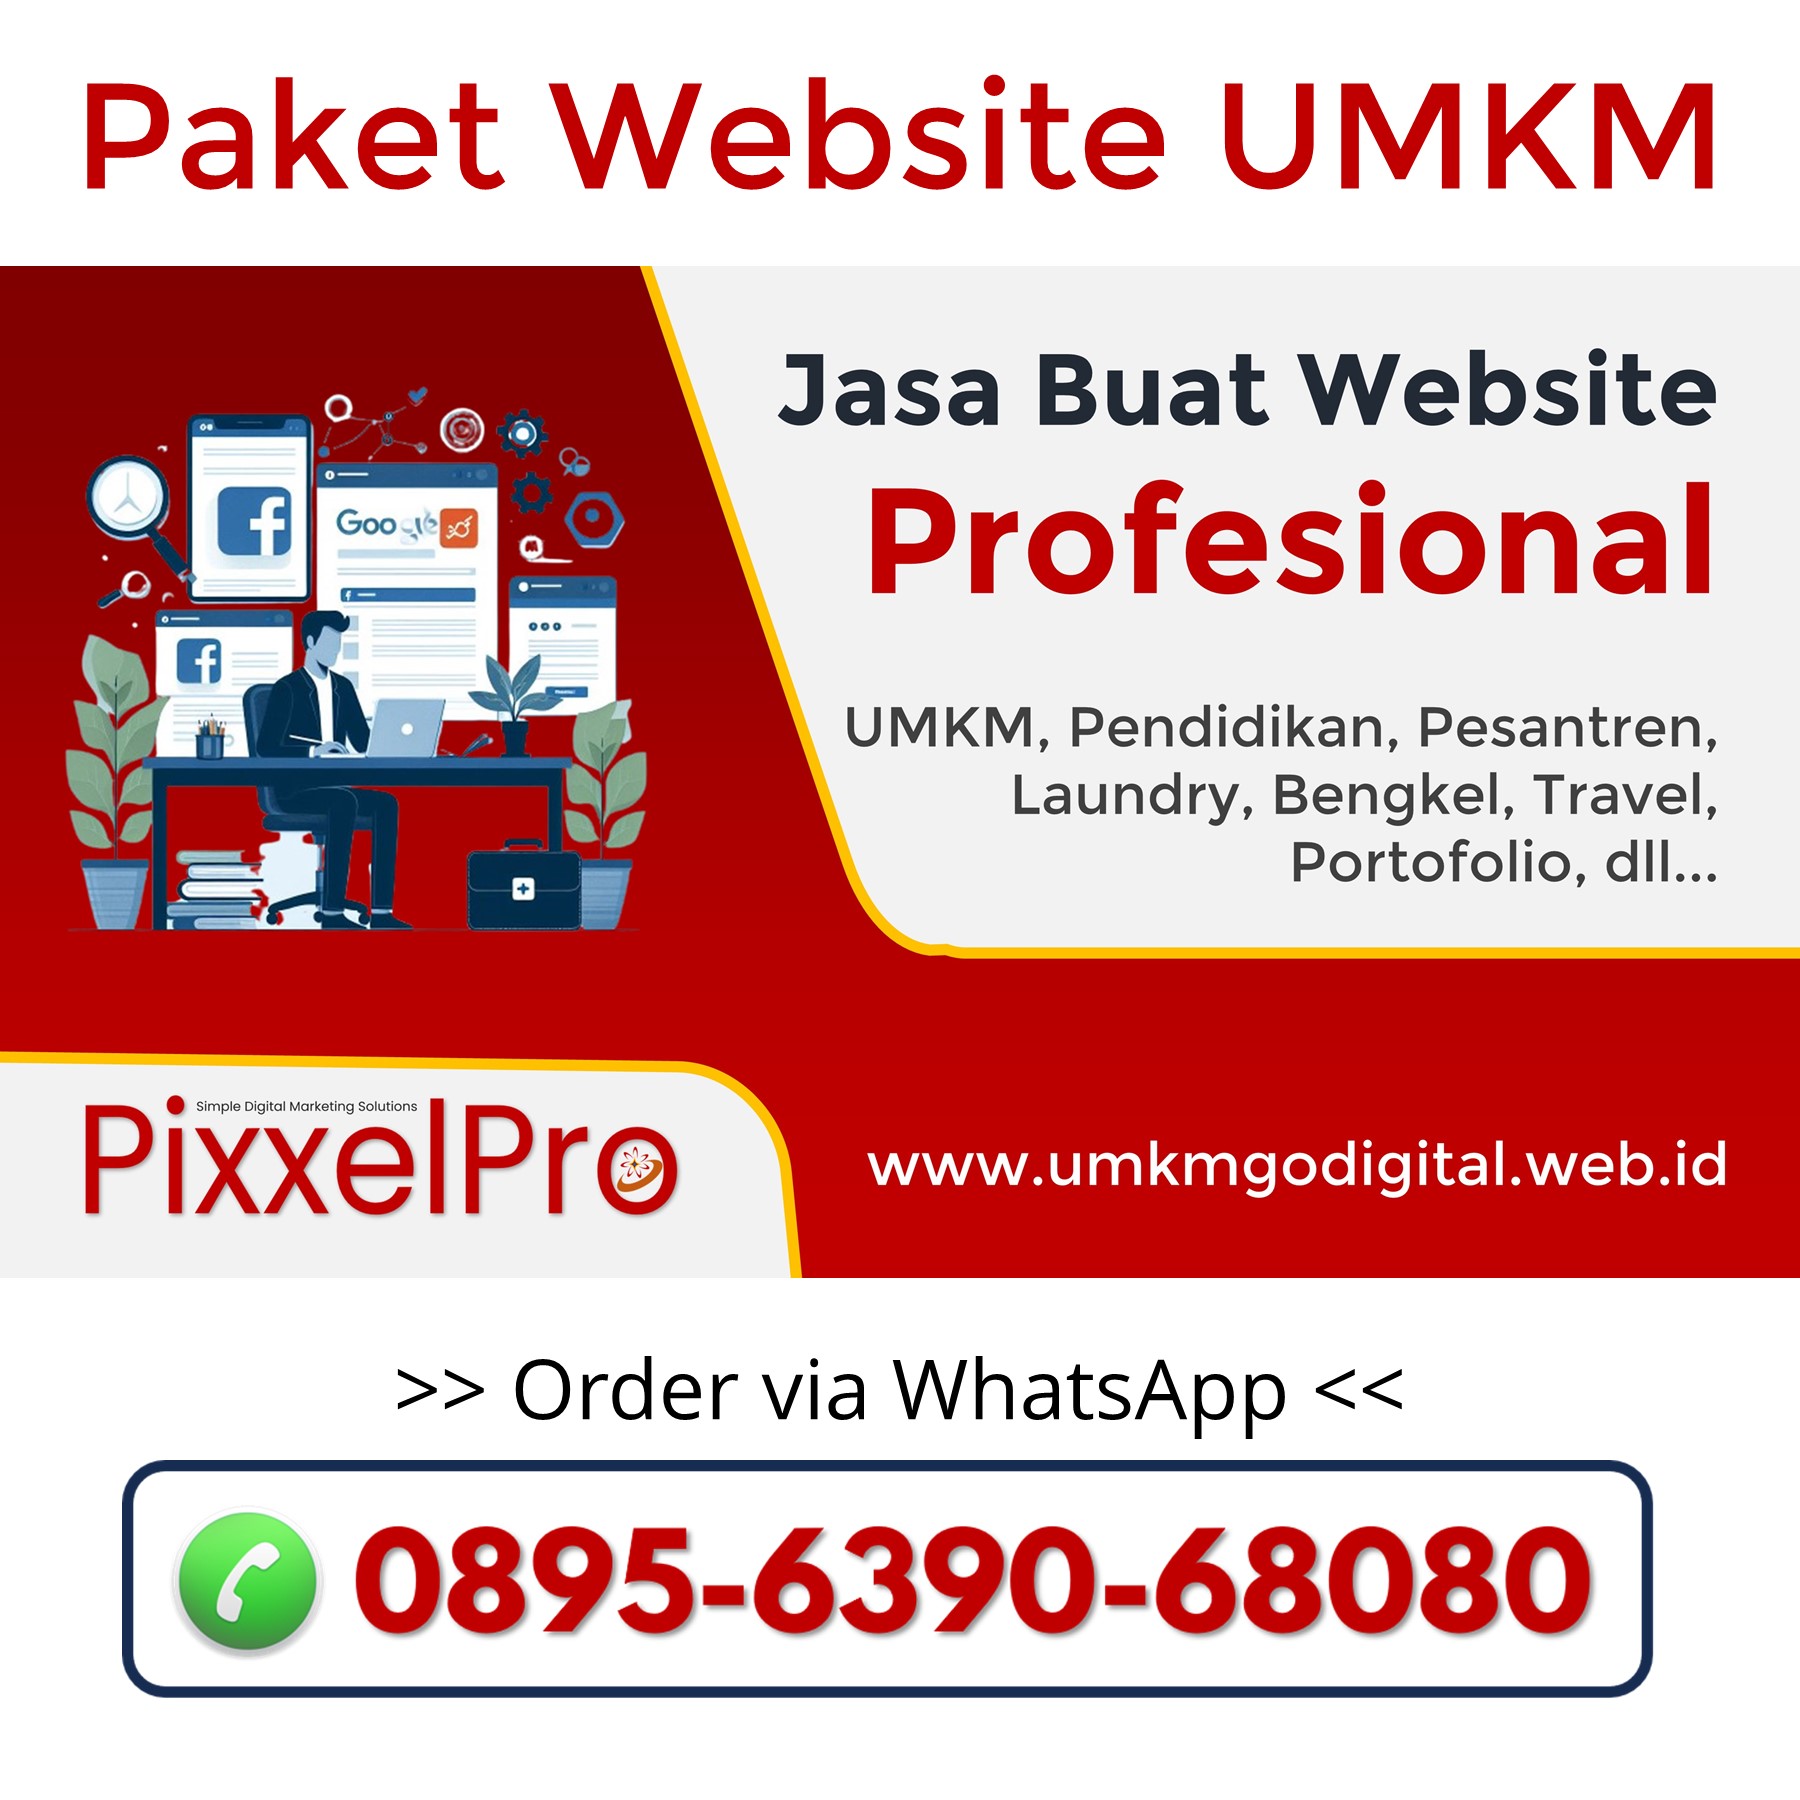 Paket Website UMKM
Jasa Buat Website
Profesional
UMKM, Pendidikan, Pesantren,
Laundry, Bengkel, Travel,
Portofolio, dll...
Simple Digital Marketing Solutions
PixxelPro
www.umkmgodigital.web.id
>> Order via WhatsApp <<
0895-6390-68080